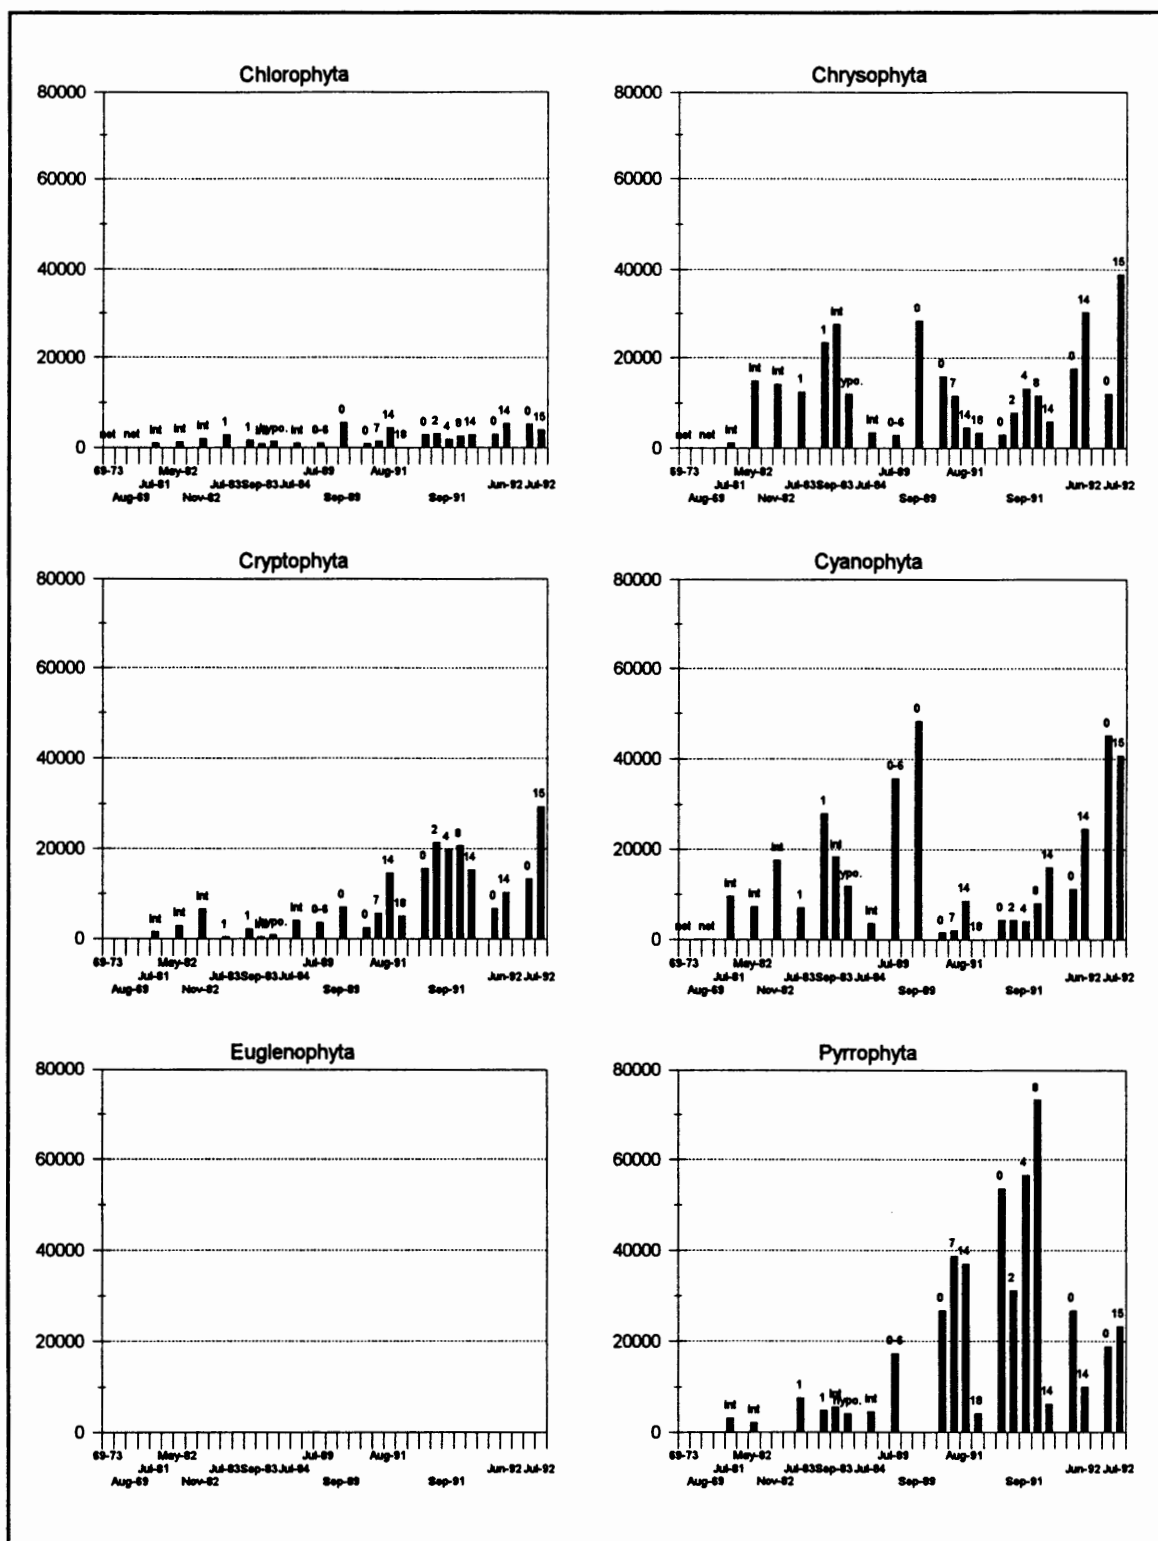 Chlorophyta
80000
60000
40000
20000
0
net net int int int 1 1 int hypo. int 0-6 0 0 7 14 18 0 2 4 8 14 0 14 0 15
69-73 May-82 Jul-89 Aug-91
Jul-81 Jul-83 Sep-83 Jul-84 Jun-92 Jul-92
Aug-69 Nov-82 Sep-89 Sep-91
Chrysophyta
80000
60000
40000
20000
0
net net int int int 1 1 int ypo. int 0-6 0 0 7 14 18 0 2 4 8 14 0 14 0 15
69-73 May-82 Jul-89 Aug-91
Jul-81 Jul-83 Sep-83 Jul-84 Jun-92 Jul-92
Aug-69 Nov-82 Sep-89 Sep-91
Cryptophyta
80000
60000
40000
20000
0
int int int 1 1 hypo. int 0-6 0 0 7 14 18 0 2 4 8 14 0 14 0 15
69-73 May-82 Jul-89 Aug-91
Jul-81 Jul-83 Sep-83 Jul-84 Jun-92 Jul-92
Aug-69 Nov-82 Sep-89 Sep-91
Cyanophyta
80000
60000
40000
20000
0
net net int int int 1 1 int ypo. int 0-6 0 0 7 14 18 0 2 4 8 14 0 14 0 15
69-73 May-82 Jul-89 Aug-91
Jul-81 Jul-83 Sep-83 Jul-84 Jun-92 Jul-92
Aug-69 Nov-82 Sep-89 Sep-91
Euglenophyta
80000
60000
40000
20000
0
69-73 May-82 Jul-89 Aug-91
Jul-81 Jul-83 Sep-83 Jul-84 Jun-92 Jul-92
Aug-69 Nov-82 Sep-89 Sep-91
Pyrrophyta
80000
60000
40000
20000
0
int int 1 1 int hypo. int 0-6 0 7 14 18 0 2 4 8 14 0 14 0 15
69-73 May-82 Jul-89 Aug-91
Jul-81 Jul-83 Sep-83 Jul-84 Jun-92 Jul-92
Aug-69 Nov-82 Sep-89 Sep-91